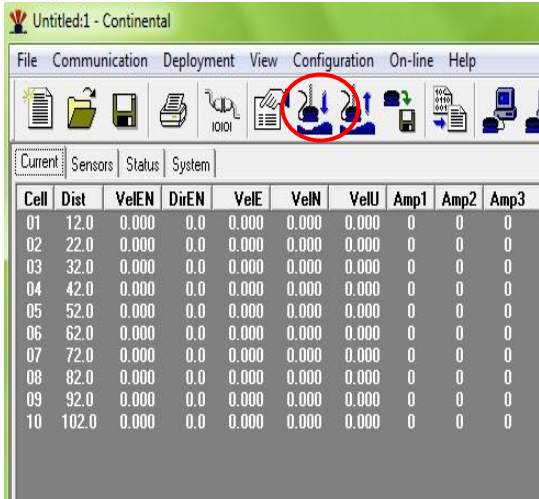 Untitled:1 - Continental
File Communication Deployment View Configuration On-line Help
Current Sensors Status System
Cell Dist VelEN DirEN VelE VelN VelU Amp1 Amp2 Amp3
01 12.0 0.000 0.0 0.000 0.000 0.000 0 0 0
02 22.0 0.000 0.0 0.000 0.000 0.000 0 0 0
03 32.0 0.000 0.0 0.000 0.000 0.000 0 0 0
04 42.0 0.000 0.0 0.000 0.000 0.000 0 0 0
05 52.0 0.000 0.0 0.000 0.000 0.000 0 0 0
06 62.0 0.000 0.0 0.000 0.000 0.000 0 0 0
07 72.0 0.000 0.0 0.000 0.000 0.000 0 0 0
08 82.0 0.000 0.0 0.000 0.000 0.000 0 0 0
09 92.0 0.000 0.0 0.000 0.000 0.000 0 0 0
10 102.0 0.000 0.0 0.000 0.000 0.000 0 0 0